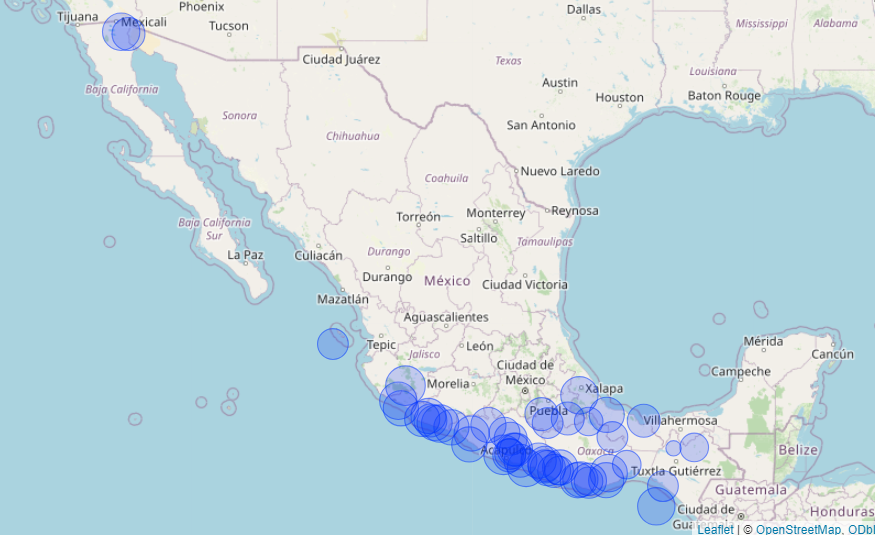 Phoenix
Dallas
Tijuana
Mexicali
Mississippi
Alabama
Tucson
Ciudad Juárez
Texas
Louisiana
Baja California
Austin
Baton Rouge
Houston
Sonora
San Antonio
Chihuahua
Nuevo Laredo
Coahuila
Torreón
Monterrey
Reynosa
Baja California
Sur
Saltillo
Tamaulipas
La Paz
Culiacán
Durango
Durango
México
Ciudad Victoria
Mazatlán
Aguascalientes
Tepic
León
Mérida
Jalisco
Cancún
Ciudad de
México
Campeche
Morelia
Xalapa
Puebla
Villahermosa
Acapulco
Oaxaca
Belize
Tuxtla Gutiérrez
Guatemala
Ciudad de
Guatemala
Honduras
Leaflet | © OpenStreetMap, ODbl